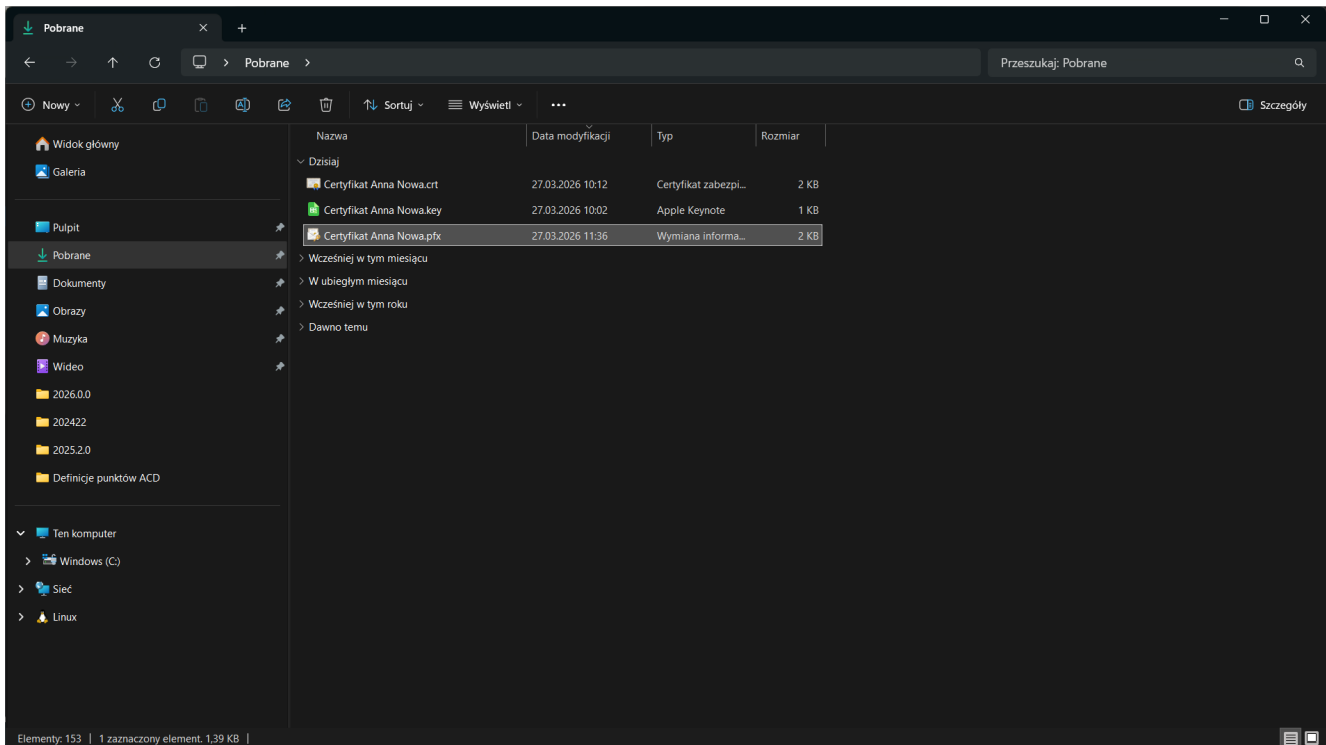 Pobrane
Pobrane
Przeszukaj: Pobrane
Nowy
Sortuj
Wyświetl
Szczegóły
Widok główny
Galeria
Pulpit
Pobrane
Dokumenty
Obrazy
Muzyka
Wideo
2026.0.0
202422
2025.2.0
Definicje punktów ACD
Ten komputer
Windows (C:)
Sieć
Linux
Nazwa Data modyfikacji Typ Rozmiar
Dzisiaj
Certyfikat Anna Nowa.crt 27.03.2026 10:12 Certyfikat zabezpi... 2 KB
Certyfikat Anna Nowa.key 27.03.2026 10:02 Apple Keynote 1 KB
Certyfikat Anna Nowa.pfx 27.03.2026 11:36 Wymiana informa... 2 KB
Wcześniej w tym miesiącu
W ubiegłym miesiącu
Wcześniej w tym roku
Dawno temu
Elementy: 153 | 1 zaznaczony element. 1,39 KB |